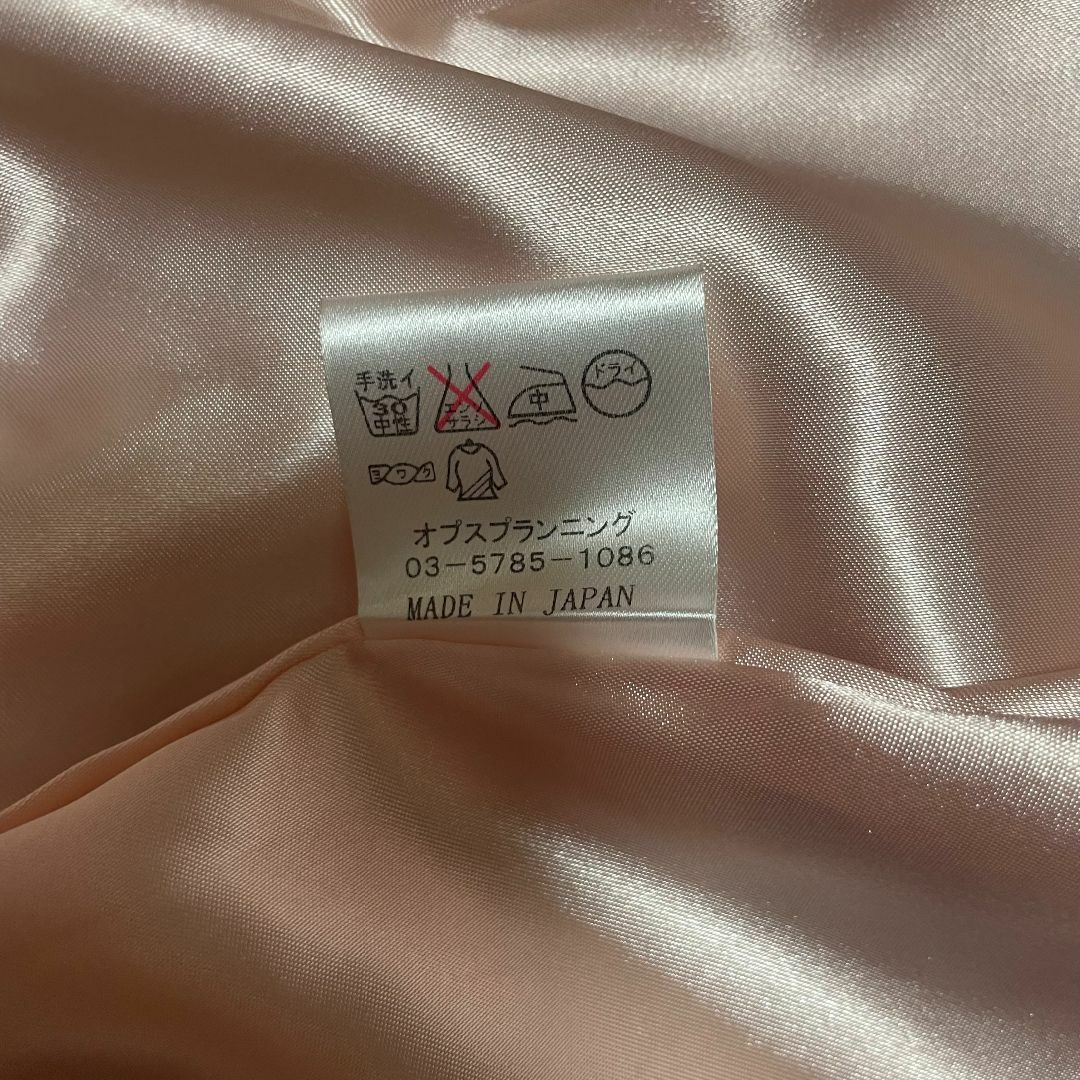 手洗イ
30
中性
エンソ
サラシ
中
ドライ
ヨワク
オプスプランニング
03-5785-1086
MADE IN JAPAN